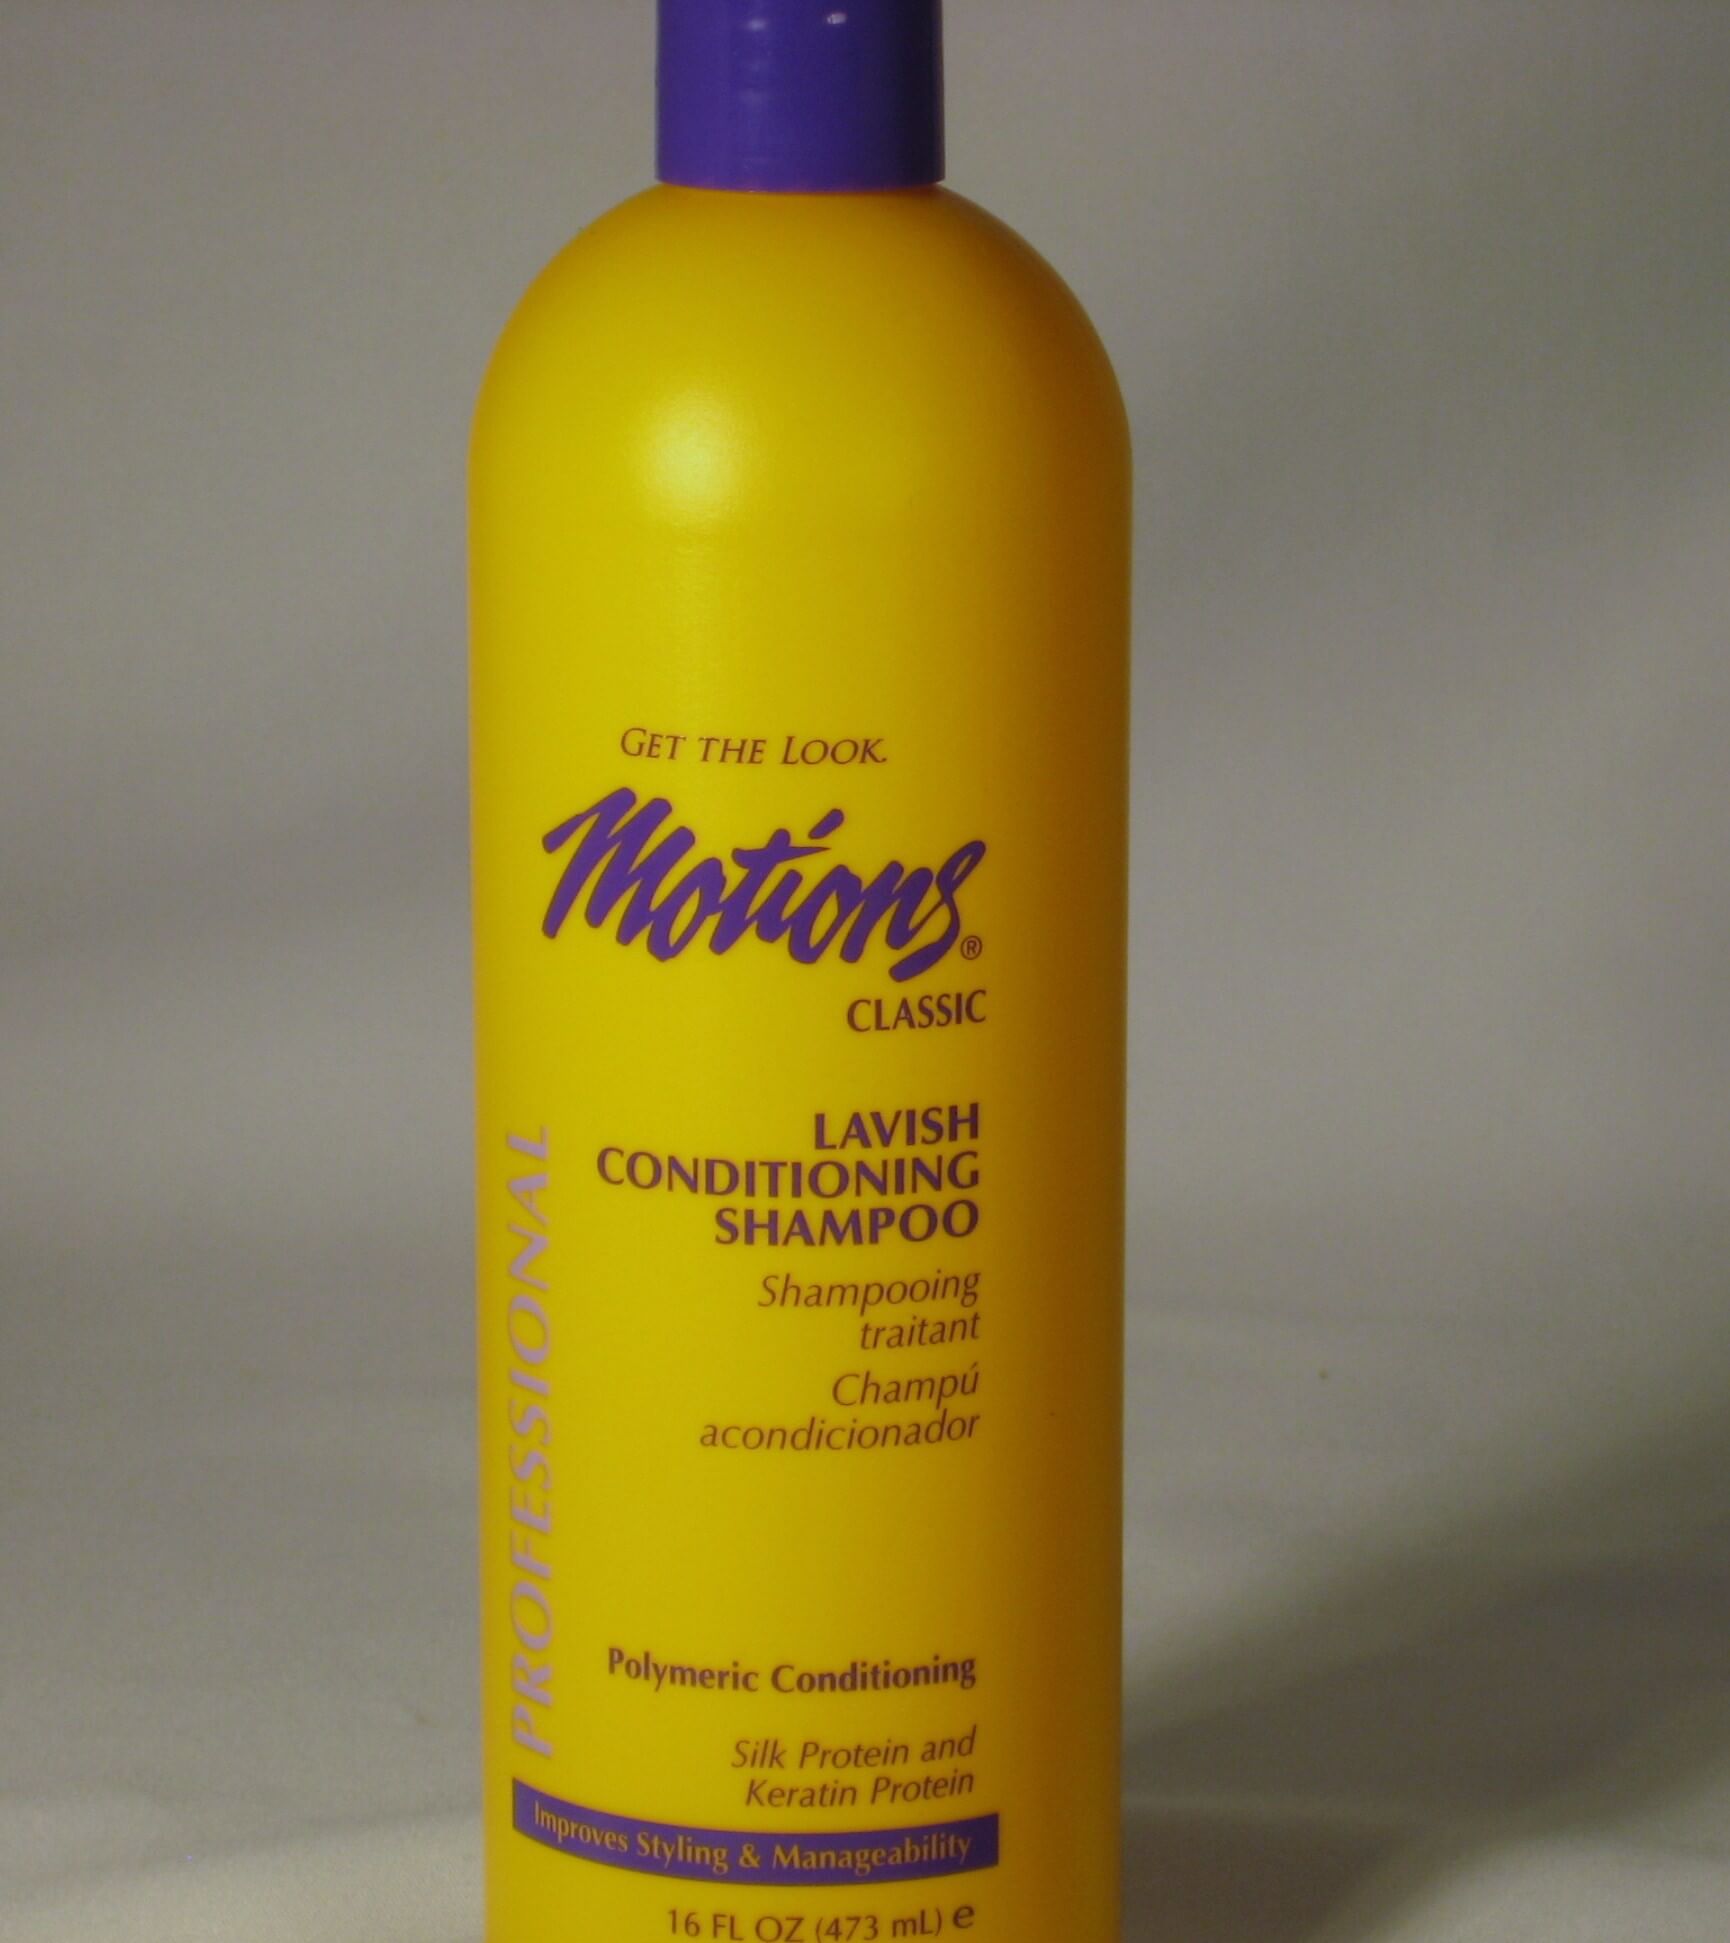 GET THE LOOK.
Motions®
CLASSIC
LAVISH
CONDITIONING
SHAMPOO
Shampooing
traitant
Champú
acondicionador
PROFESSIONAL
Polymeric Conditioning
Silk Protein and
Keratin Protein
Improves Styling & Manageability
16 FL OZ (473 mL) e